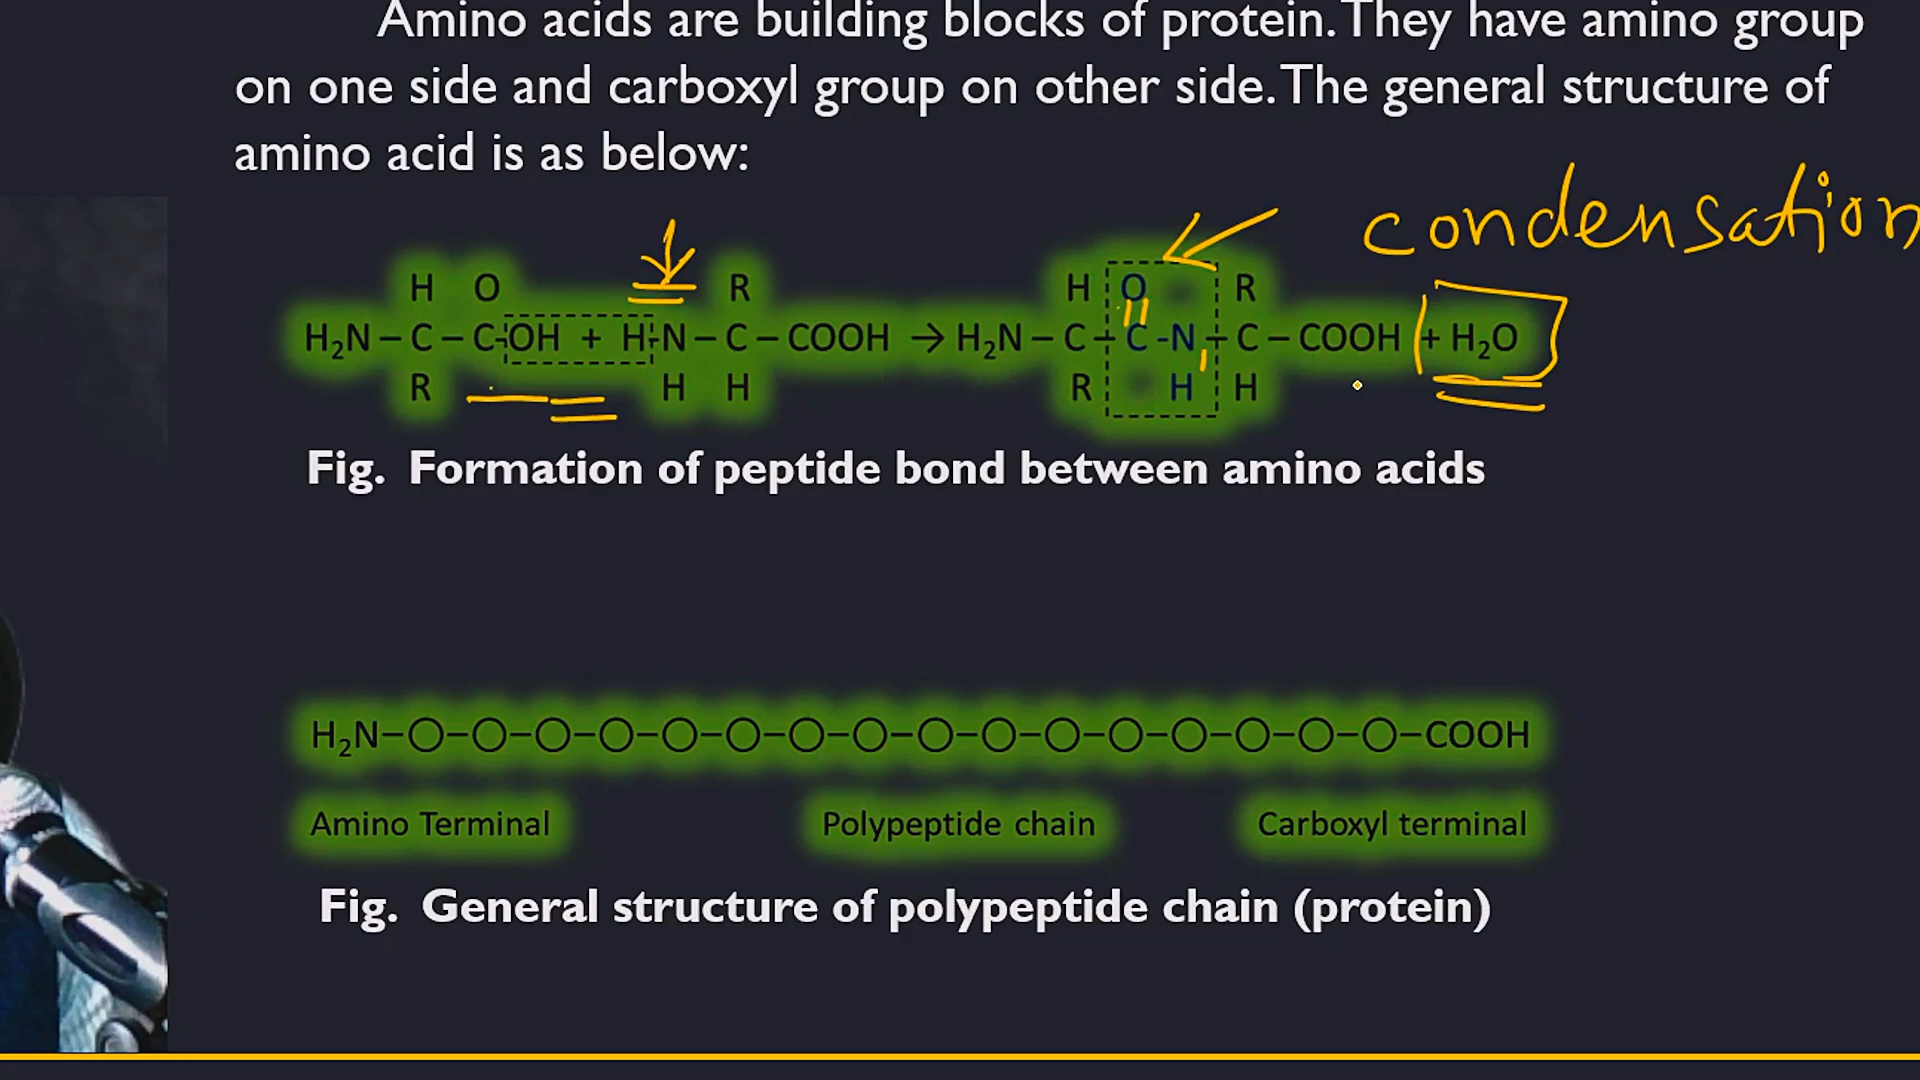 Amino acids are building blocks of protein. They have amino group
on one side and carboxyl group on other side. The general structure of
amino acid is as below:
condensation
H O R H O R
H₂N – C – C-OH + H-N – C – COOH → H₂N – C – C -N – C – COOH + H₂O
R H H R H H
Fig. Formation of peptide bond between amino acids
H₂N–O–O–O–O–O–O–O–O–O–O–O–O–O–O–O–O–COOH
Amino Terminal Polypeptide chain Carboxyl terminal
Fig. General structure of polypeptide chain (protein)